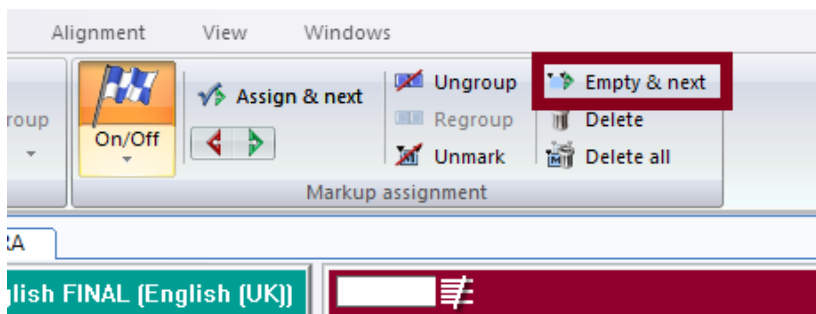 Alignment View Windows
Assign & next Ungroup Empty & next
roup On/Off Regroup Delete
Unmark Delete all
Markup assignment
RA
glish FINAL (English (UK))